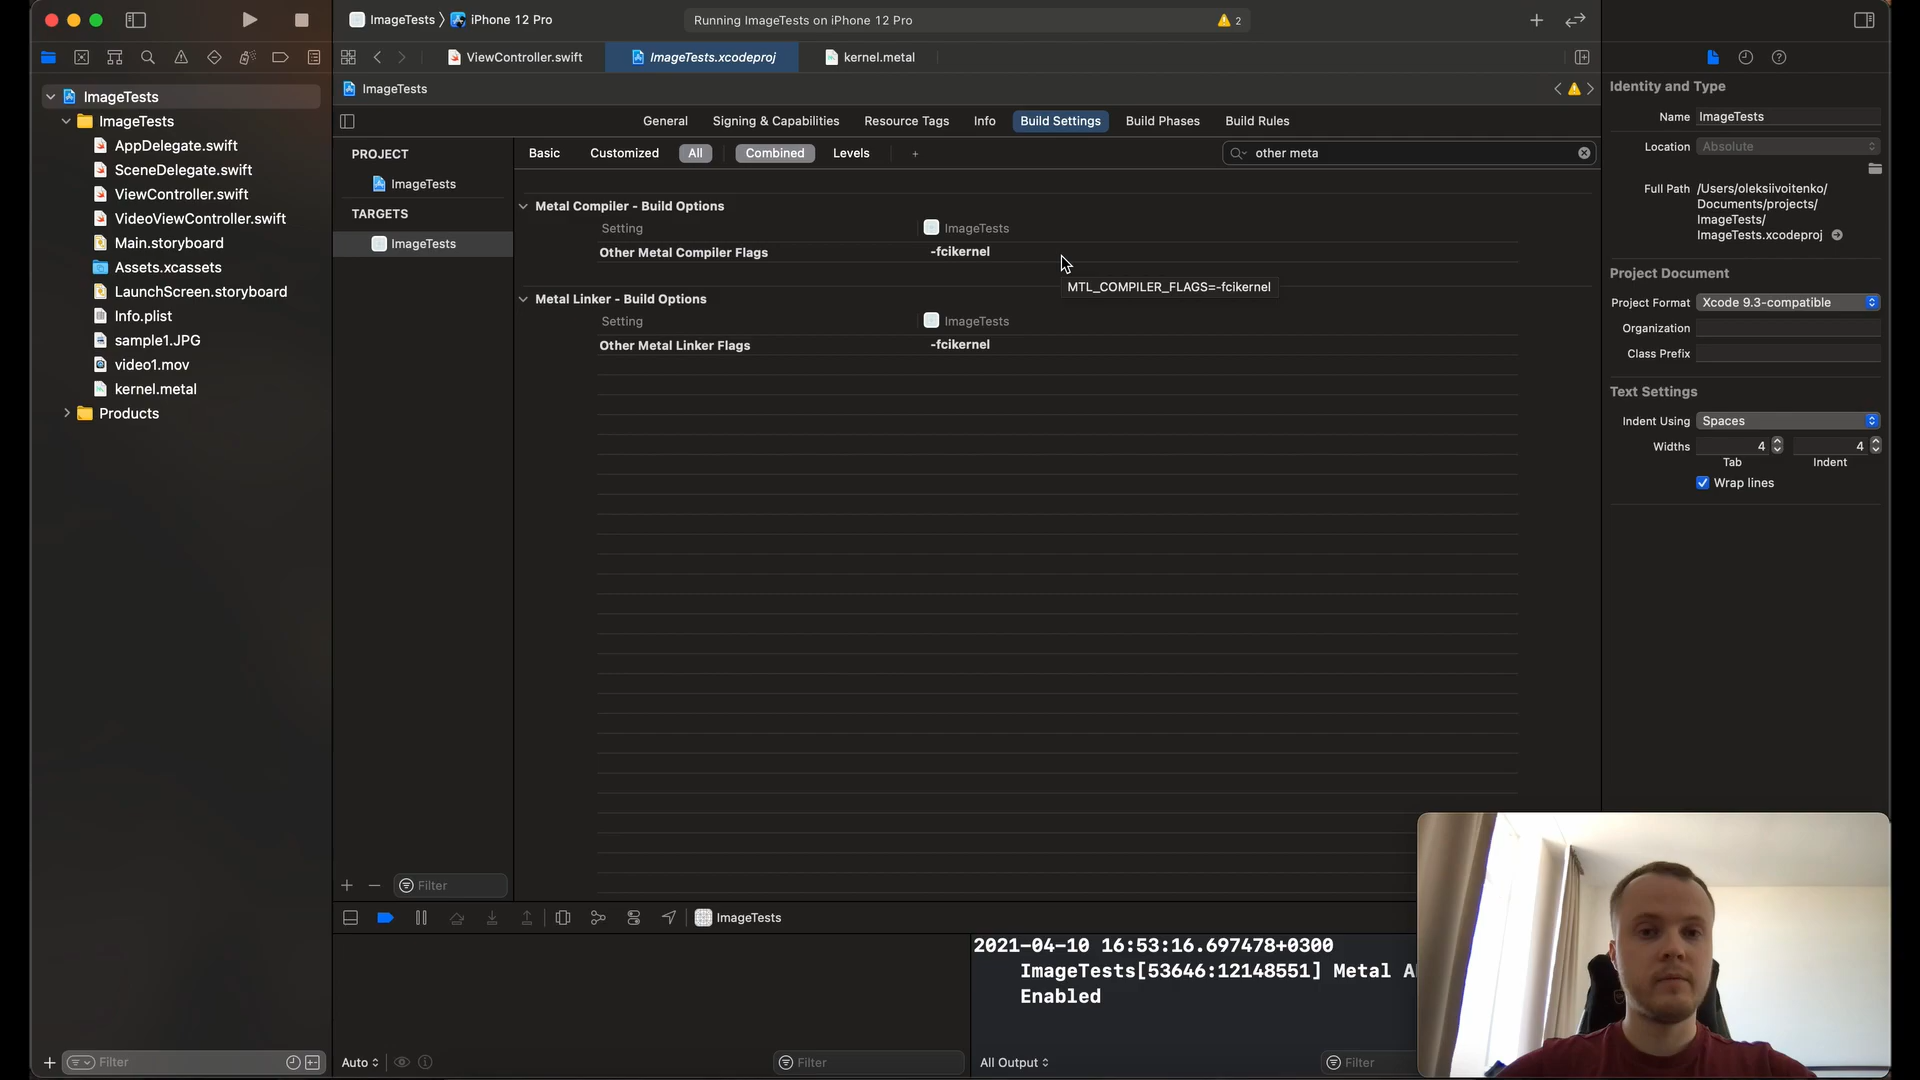 ImageTests
iPhone 12 Pro
Running ImageTests on iPhone 12 Pro
2
ViewController.swift
ImageTests.xcodeproj
kernel.metal
ImageTests
ImageTests
ImageTests
AppDelegate.swift
SceneDelegate.swift
ViewController.swift
VideoViewController.swift
Main.storyboard
Assets.xcassets
LaunchScreen.storyboard
Info.plist
sample1.JPG
video1.mov
kernel.metal
Products
Filter
General
Signing & Capabilities
Resource Tags
Info
Build Settings
Build Phases
Build Rules
PROJECT
ImageTests
TARGETS
ImageTests
Filter
Basic
Customized
All
Combined
Levels
+
other meta
Metal Compiler - Build Options
Setting
ImageTests
Other Metal Compiler Flags
-fcikernel
MTL_COMPILER_FLAGS=-fcikernel
Metal Linker - Build Options
Setting
ImageTests
Other Metal Linker Flags
-fcikernel
ImageTests
2021-04-10 16:53:16.697478+0300
ImageTests[53646:12148551] Metal
Enabled
Auto
Filter
All Output
Filter
Identity and Type
Name
ImageTests
Location
Absolute
Full Path
/Users/oleksiivoitenko/
Documents/projects/
ImageTests/
ImageTests.xcodeproj
Project Document
Project Format
Xcode 9.3-compatible
Organization
Class Prefix
Text Settings
Indent Using
Spaces
Widths
4
4
Tab
Indent
Wrap lines